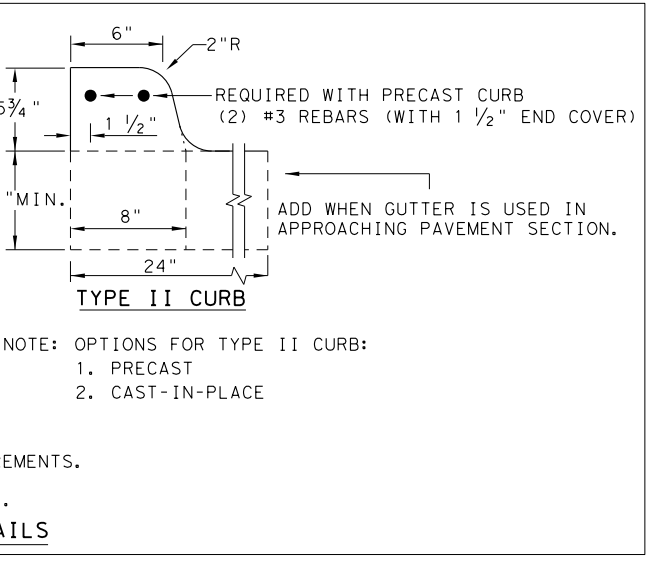 6"
2"R
5¾"
REQUIRED WITH PRECAST CURB
1 ½"
(2) #3 REBARS (WITH 1 ½" END COVER)
"MIN.
8"
ADD WHEN GUTTER IS USED IN
APPROACHING PAVEMENT SECTION.
24"
TYPE II CURB
NOTE: OPTIONS FOR TYPE II CURB:
1. PRECAST
2. CAST-IN-PLACE
EMENTS.
.
AILS